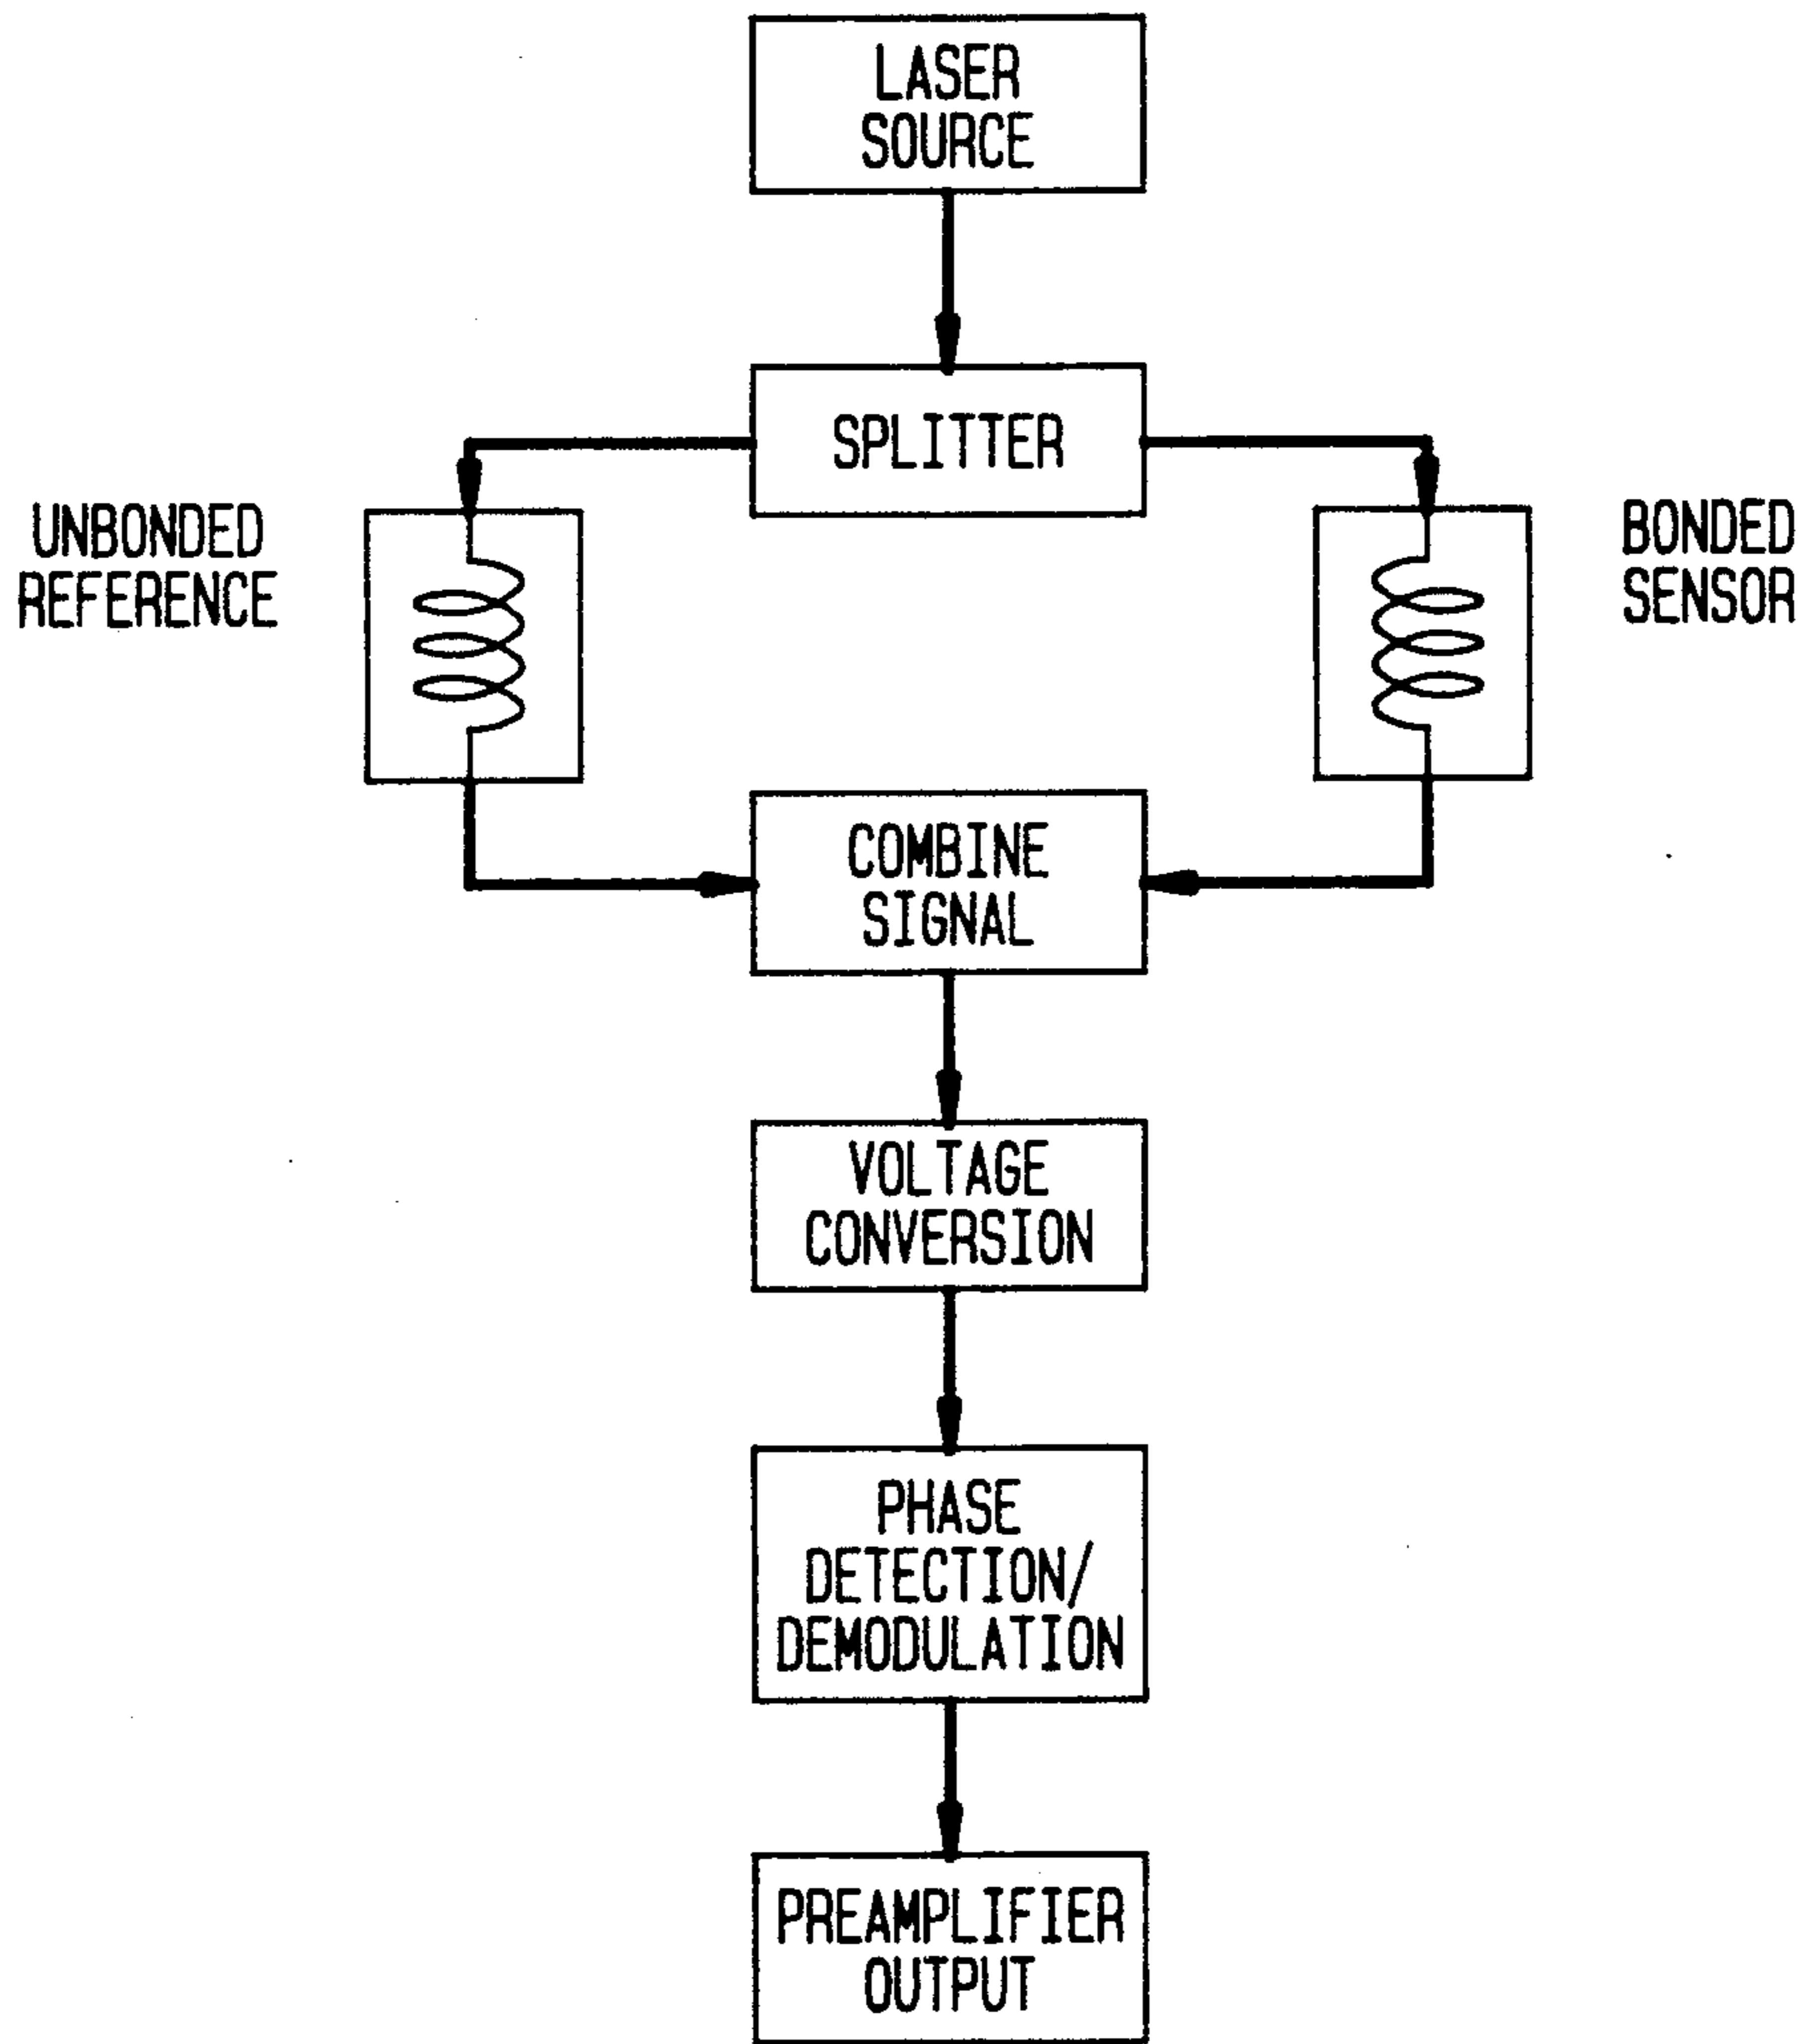 LASER
SOURCE
SPLITTER
UNBONDED
REFERENCE
BONDED
SENSOR
COMBINE
SIGNAL
VOLTAGE
CONVERSION
PHASE
DETECTION/
DEMODULATION
PREAMPLIFIER
OUTPUT